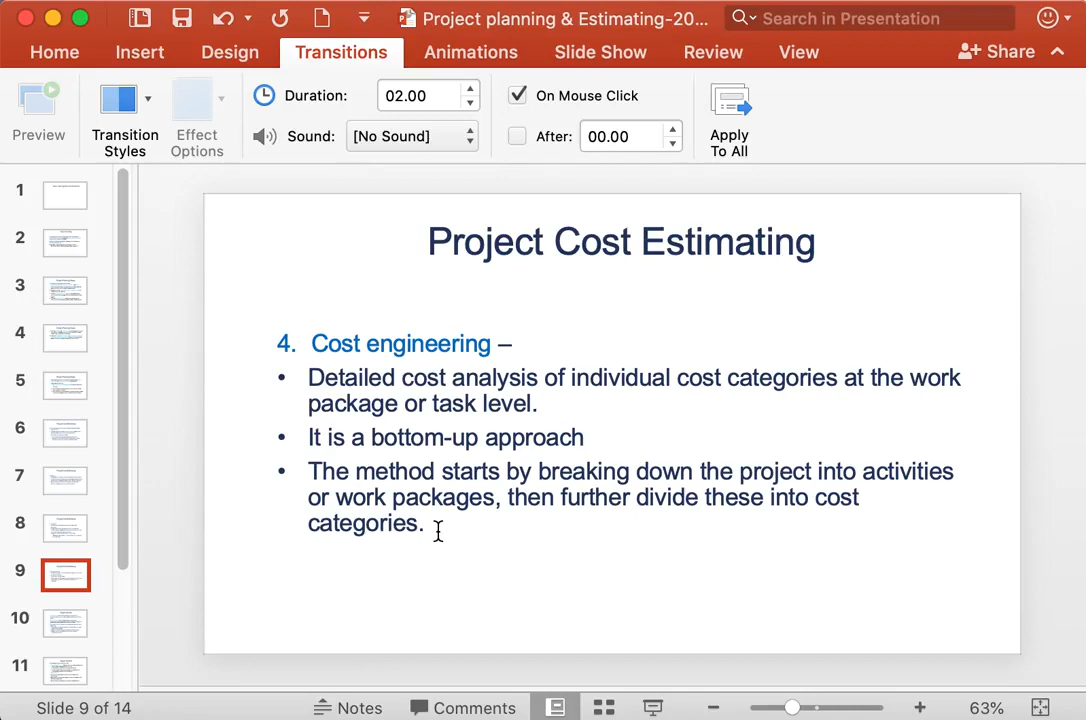 Project planning & Estimating-20...
Search in Presentation
Home Insert Design Transitions Animations Slide Show Review View Share
Preview
Transition Styles
Effect Options
Duration: 02.00
Sound: [No Sound]
On Mouse Click
After: 00.00
Apply To All
1
2
3
4
5
6
7
8
9
10
11
Project Cost Estimating
4. Cost engineering –
• Detailed cost analysis of individual cost categories at the work
package or task level.
• It is a bottom-up approach
• The method starts by breaking down the project into activities
or work packages, then further divide these into cost
categories.
Slide 9 of 14 Notes Comments 63%